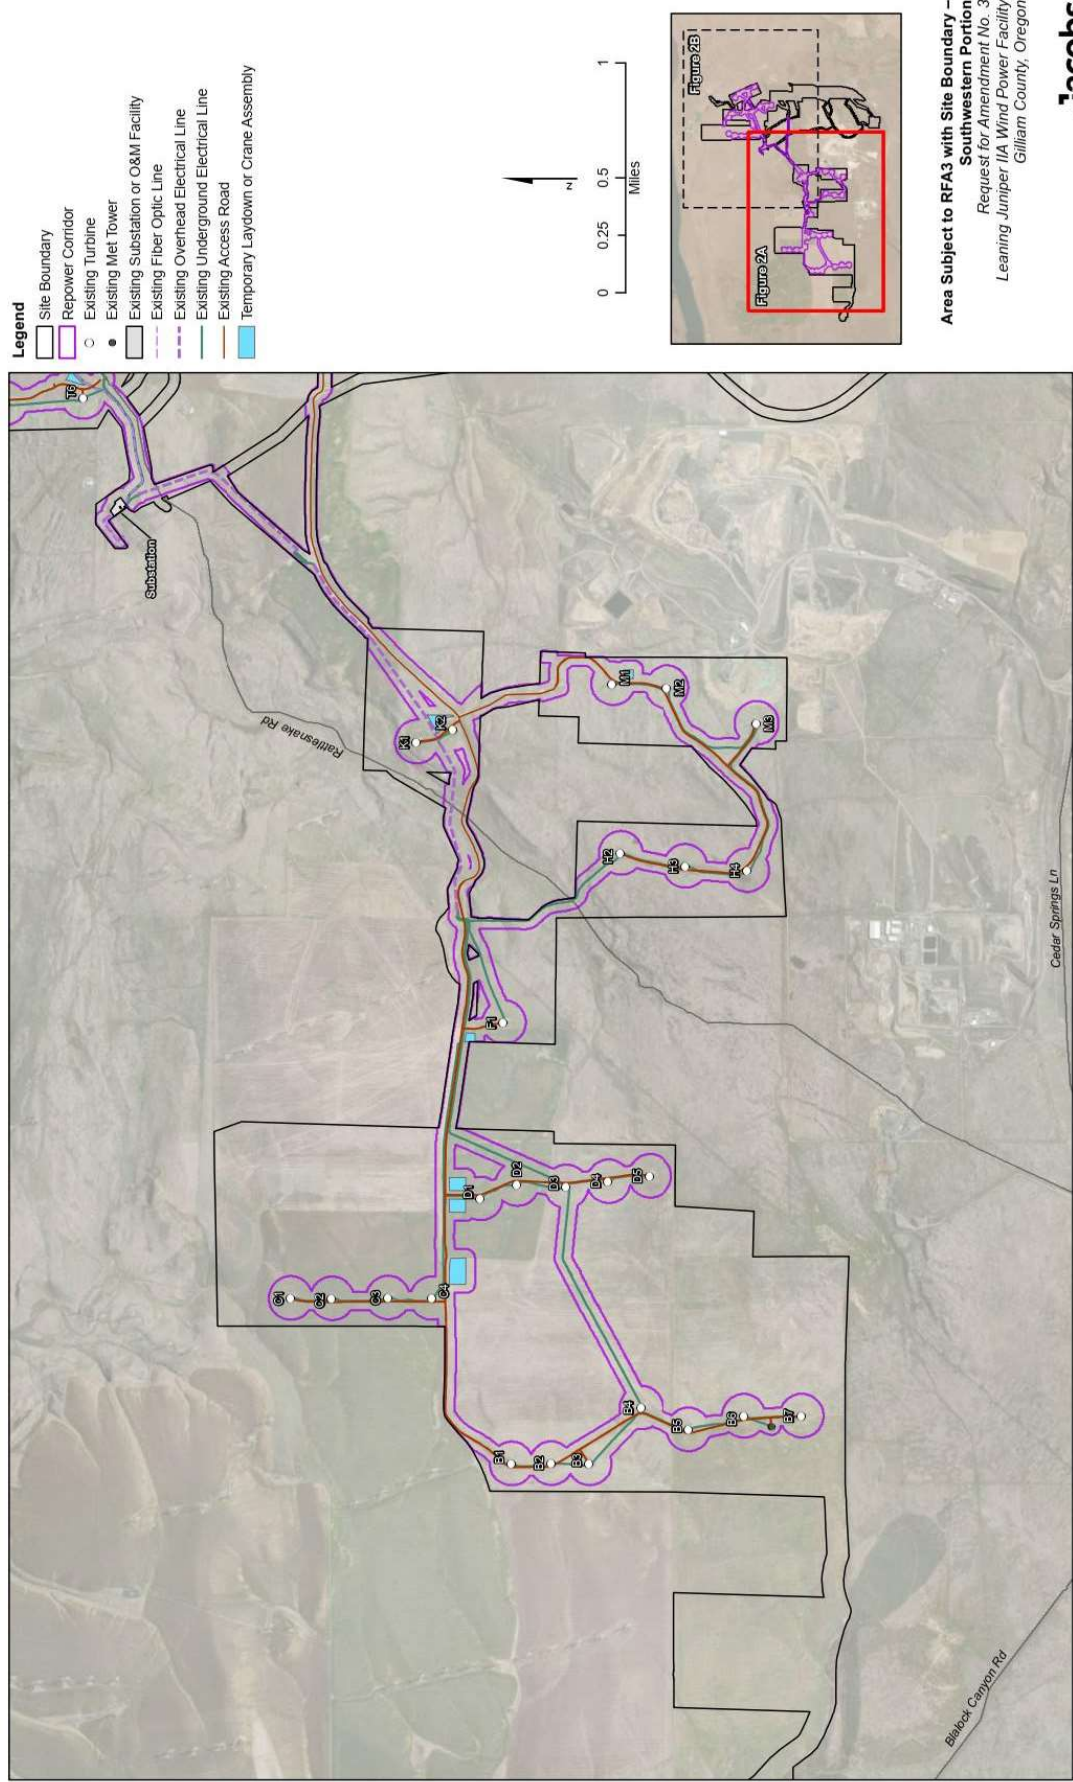 Legend
Site Boundary
Repower Corridor
Existing Turbine
Existing Met Tower
Existing Substation or O&M Facility
Existing Fiber Optic Line
Existing Overhead Electrical Line
Existing Underground Electrical Line
Existing Access Road
Temporary Laydown or Crane Assembly
N
0 0.25 0.5 1
Miles
Figure 2A
Figure 2B
Area Subject to RFA3 with Site Boundary –
Southwestern Portion
Request for Amendment No. 3
Leaning Juniper IIA Wind Power Facility
Gilliam County, Oregon
Jacobs
T6
Substation
Rattlesnake Rd
K1
K2
M1
M2
M3
H2
H3
H4
F1
D1
D2
D3
D4
D5
C1
C2
C3
C4
B1
B2
B3
B4
B5
B6
B7
Cedar Springs Ln
Blalock Canyon Rd